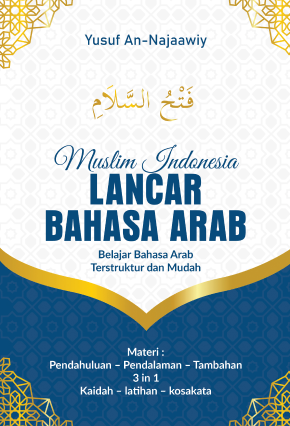 Yusuf An-Najaawiy
فَتْحُ السَّلَامِ
Muslim Indonesia
LANCAR
BAHASA ARAB
Belajar Bahasa Arab
Terstruktur dan Mudah
Materi :
Pendahuluan – Pendalaman – Tambahan
3 in 1
Kaidah – latihan – kosakata